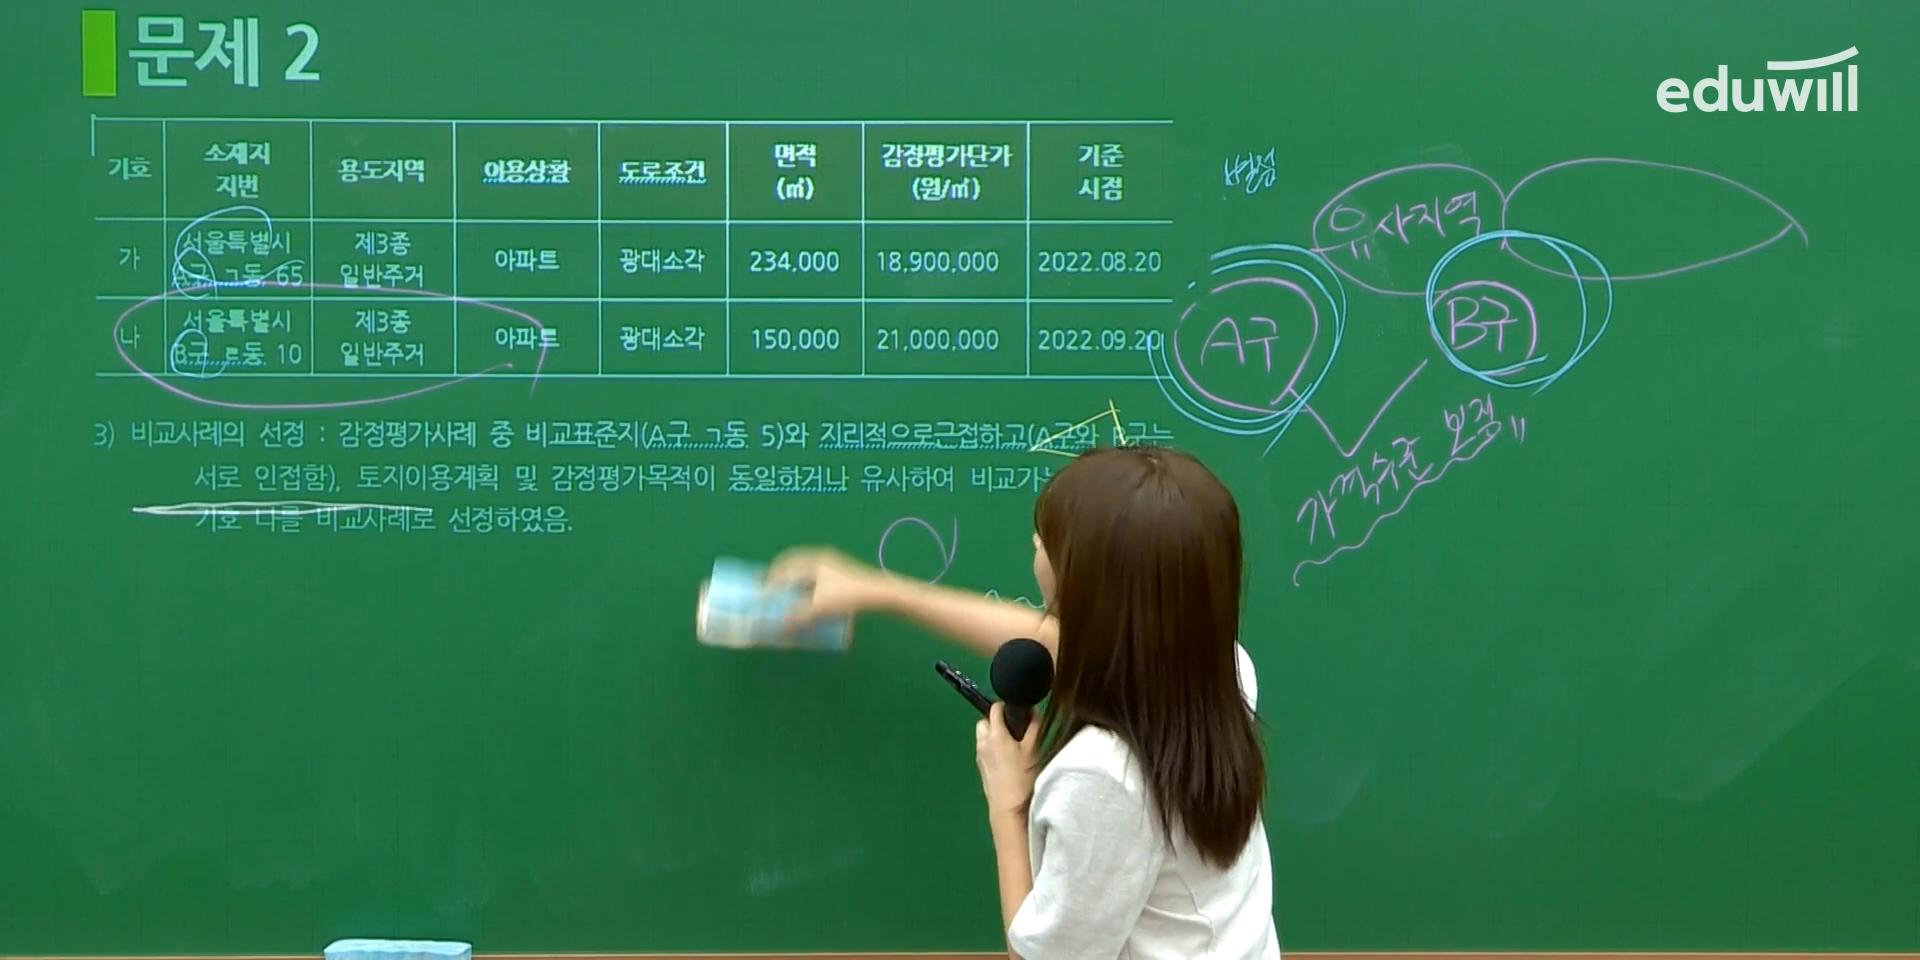 문제 2
eduwill
기호 소재지 지번 용도지역 이용상황 도로조건 면적 (㎡) 감정평가단가 (원/㎡) 기준 시점
가 서울특별시 A구 ㄱ동 65 제3종 일반주거 아파트 광대소각 234,000 18,900,000 2022.08.20
나 서울특별시 B구 ㄹ동 10 제3종 일반주거 아파트 광대소각 150,000 21,000,000 2022.09.20
3) 비교사례의 선정 : 감정평가사례 중 비교표준지(A구 ㄱ동 5)와 지리적으로근접하고(A구와 B구는
서로 인접함), 토지이용계획 및 감정평가목적이 동일하거나 유사하여 비교가
기호 나를 비교사례로 선정하였음.
유사지역
A구
B구
가격수준